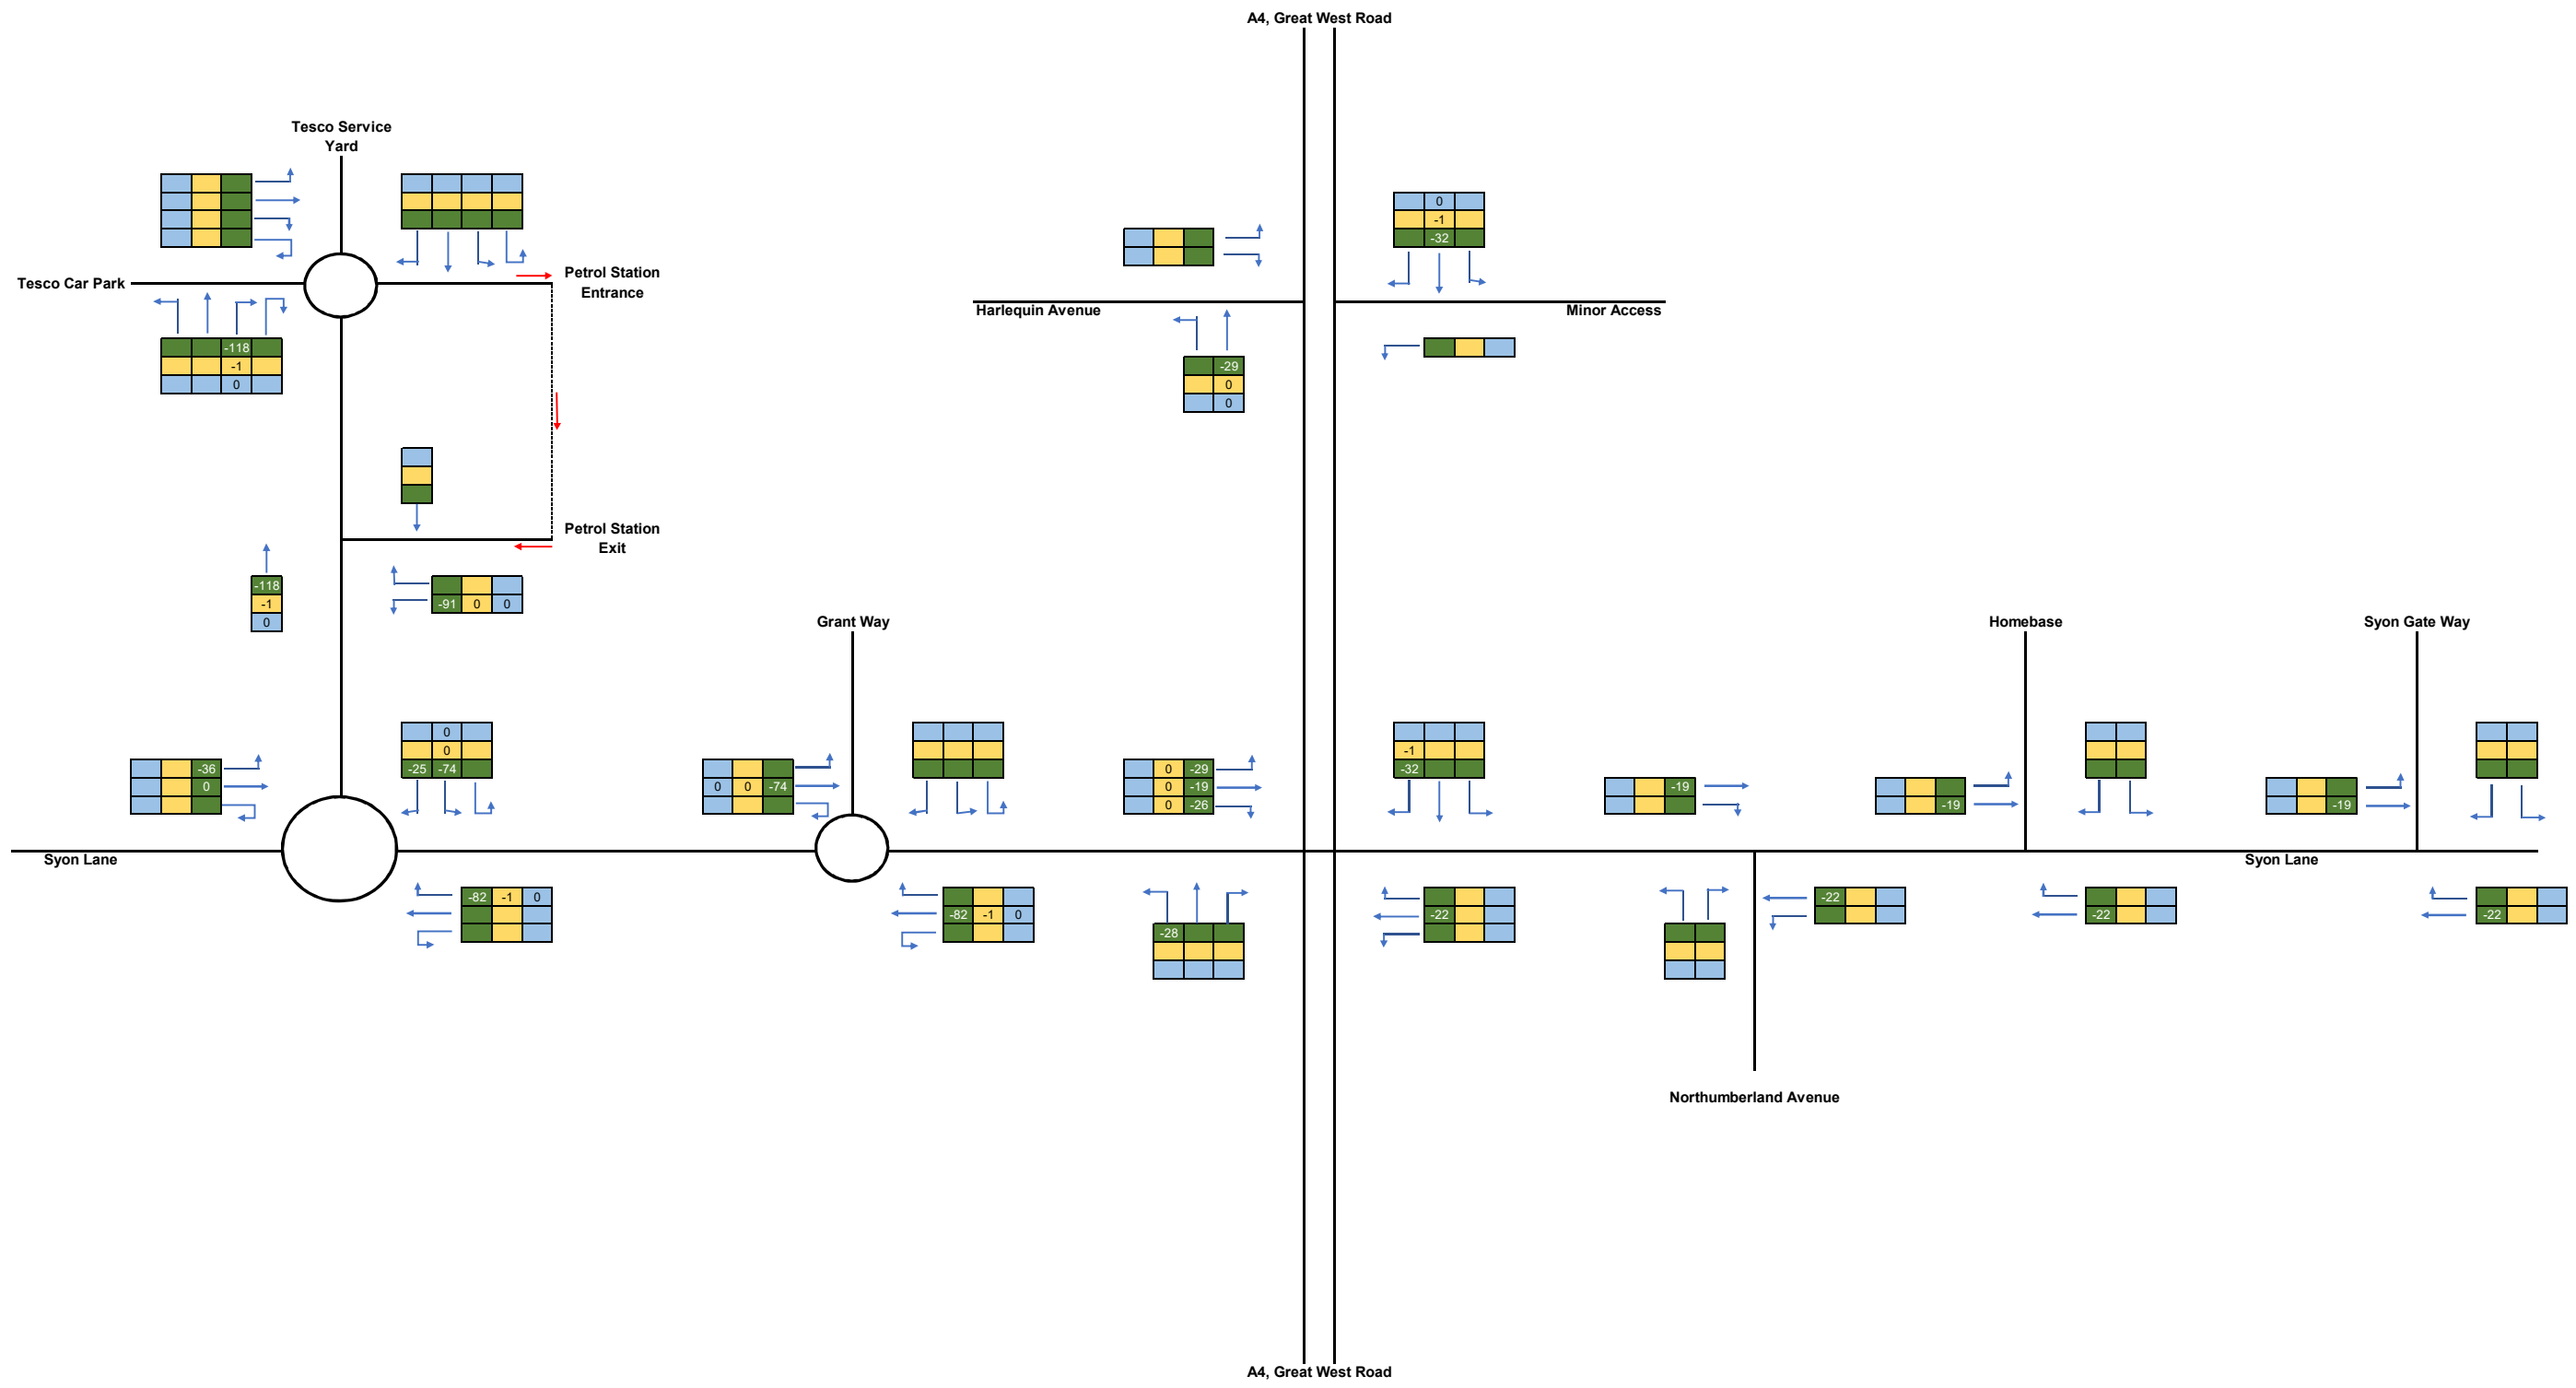 A4, Great West Road
Tesco Service
Yard
0
-1
-32
Petrol Station
Entrance
Tesco Car Park
Harlequin Avenue
Minor Access
-118
-1
0
-29
0
0
Petrol Station
Exit
-118
-1
0
-91 0 0
Grant Way
Homebase
Syon Gate Way
0
0
-25 -74
-36
0
0 0 -74
0 -29
0 -19
0 -26
-1
-32
-19
-19
-19
Syon Lane
Syon Lane
-82 -1 0
-82 -1 0
-28
-22
-22
-22
-22
Northumberland Avenue
A4, Great West Road